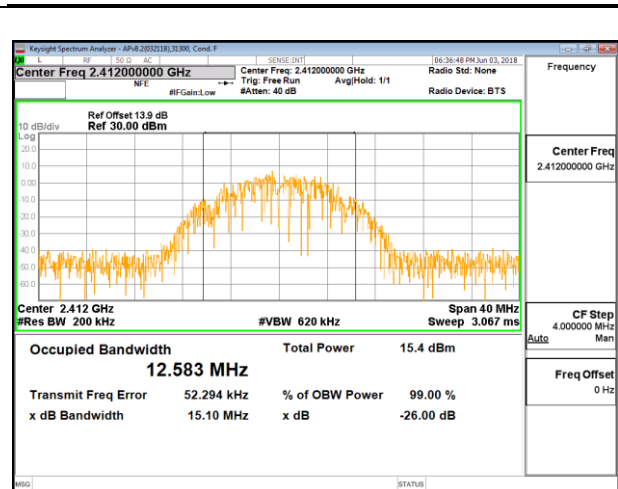 Keysight Spectrum Analyzer - APv8.2(032118),31300, Cond. F
L RF 50 Ω AC SENSE:INT 06:36:48 PM Jun 03, 2018
Center Freq 2.412000000 GHz
NFE
#IFGain:Low
Center Freq: 2.412000000 GHz
Trig: Free Run Avg|Hold: 1/1
#Atten: 40 dB
Radio Std: None
Radio Device: BTS
Frequency
Ref Offset 13.9 dB
10 dB/div Ref 30.00 dBm
Log
20.0
10.0
0.00
-10.0
-20.0
-30.0
-40.0
-50.0
-60.0
Center 2.412 GHz Span 40 MHz
#Res BW 200 kHz #VBW 620 kHz Sweep 3.067 ms
Occupied Bandwidth Total Power 15.4 dBm
12.583 MHz
Transmit Freq Error 52.294 kHz % of OBW Power 99.00 %
x dB Bandwidth 15.10 MHz x dB -26.00 dB
Center Freq
2.412000000 GHz
CF Step
4.000000 MHz
Auto Man
Freq Offset
0 Hz
MSG STATUS